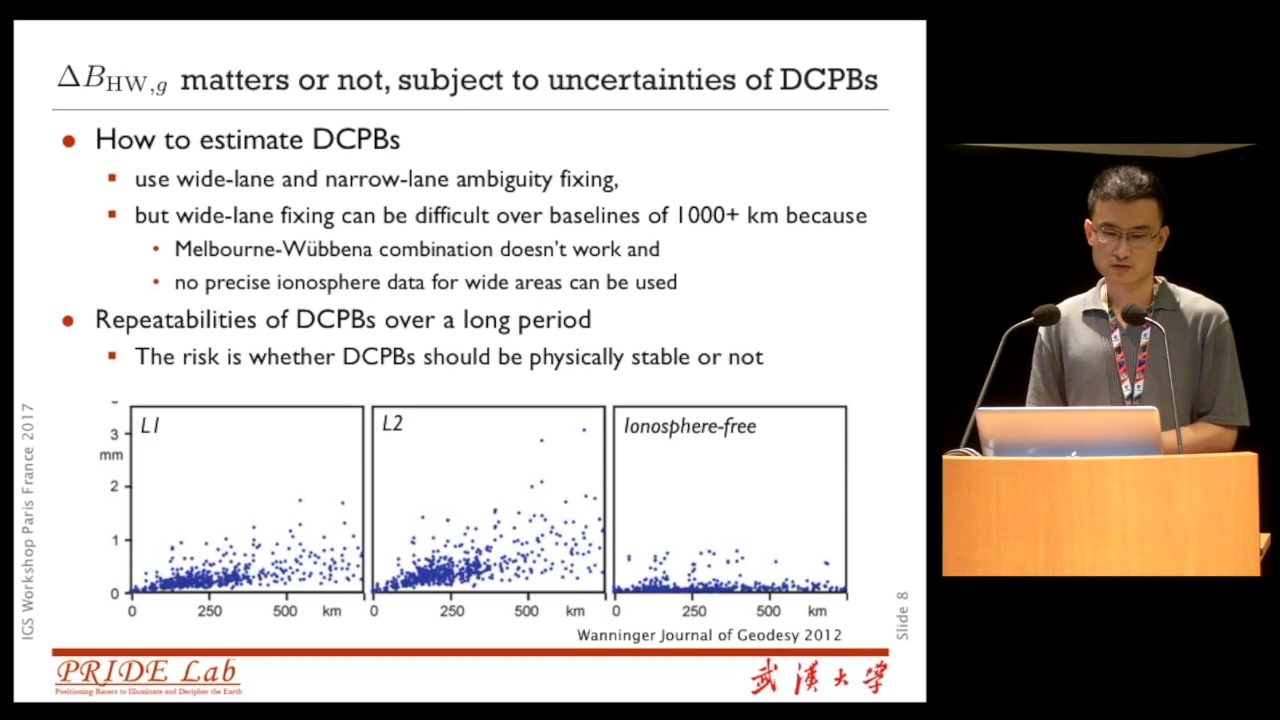 ΔB_HW,g matters or not, subject to uncertainties of DCPBs
How to estimate DCPBs
use wide-lane and narrow-lane ambiguity fixing,
but wide-lane fixing can be difficult over baselines of 1000+ km because
Melbourne-Wübbena combination doesn't work and
no precise ionosphere data for wide areas can be used
Repeatabilities of DCPBs over a long period
The risk is whether DCPBs should be physically stable or not
L1
L2
Ionosphere-free
3
mm
2
1
0
0 250 500 km
0 250 500 km
0 250 500 km
Wanninger Journal of Geodesy 2012
IGS Workshop Paris France 2017
Slide 8
PRIDE Lab
Positioning Racers to Illuminate and Decipher the Earth
武漢大学